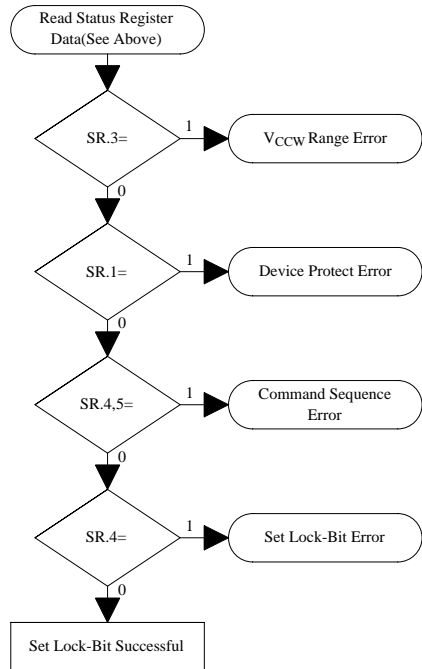 Read Status Register
Data(See Above)
SR.3=
1
VCCW Range Error
0
SR.1=
1
Device Protect Error
0
SR.4,5=
1
Command Sequence
Error
0
SR.4=
1
Set Lock-Bit Error
0
Set Lock-Bit Successful